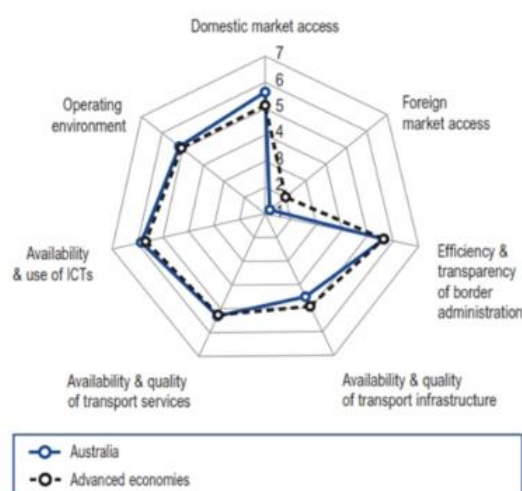 Domestic market access
7
6
5
4
3
2
1
Operating
environment
Foreign
market access
Availability
& use of ICTs
Efficiency &
transparency
of border
administration
Availability & quality
of transport services
Availability & quality
of transport infrastructure
Australia
Advanced economies